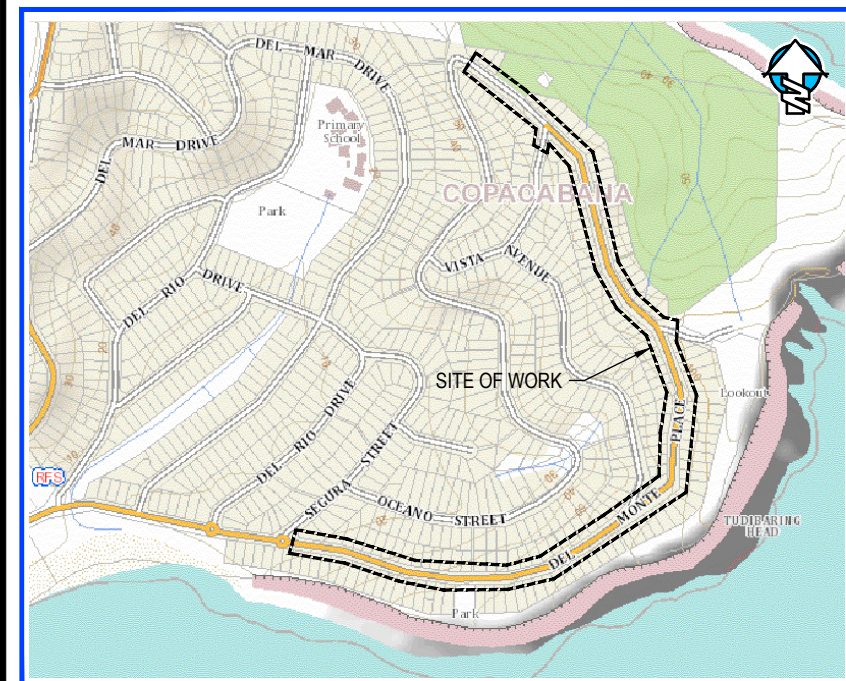 DEL MAR DRIVE
DEL MAR DRIVE
Primary
School
COPACABANA
Park
VISTA AVENUE
DEL RIO DRIVE
SITE OF WORK
Lookout
PLACE
DEL RIO DRIVE
SEGURA STREET
RFS
OCEANO STREET
MONTE
TUDIBARING
HEAD
DEL
Park
N